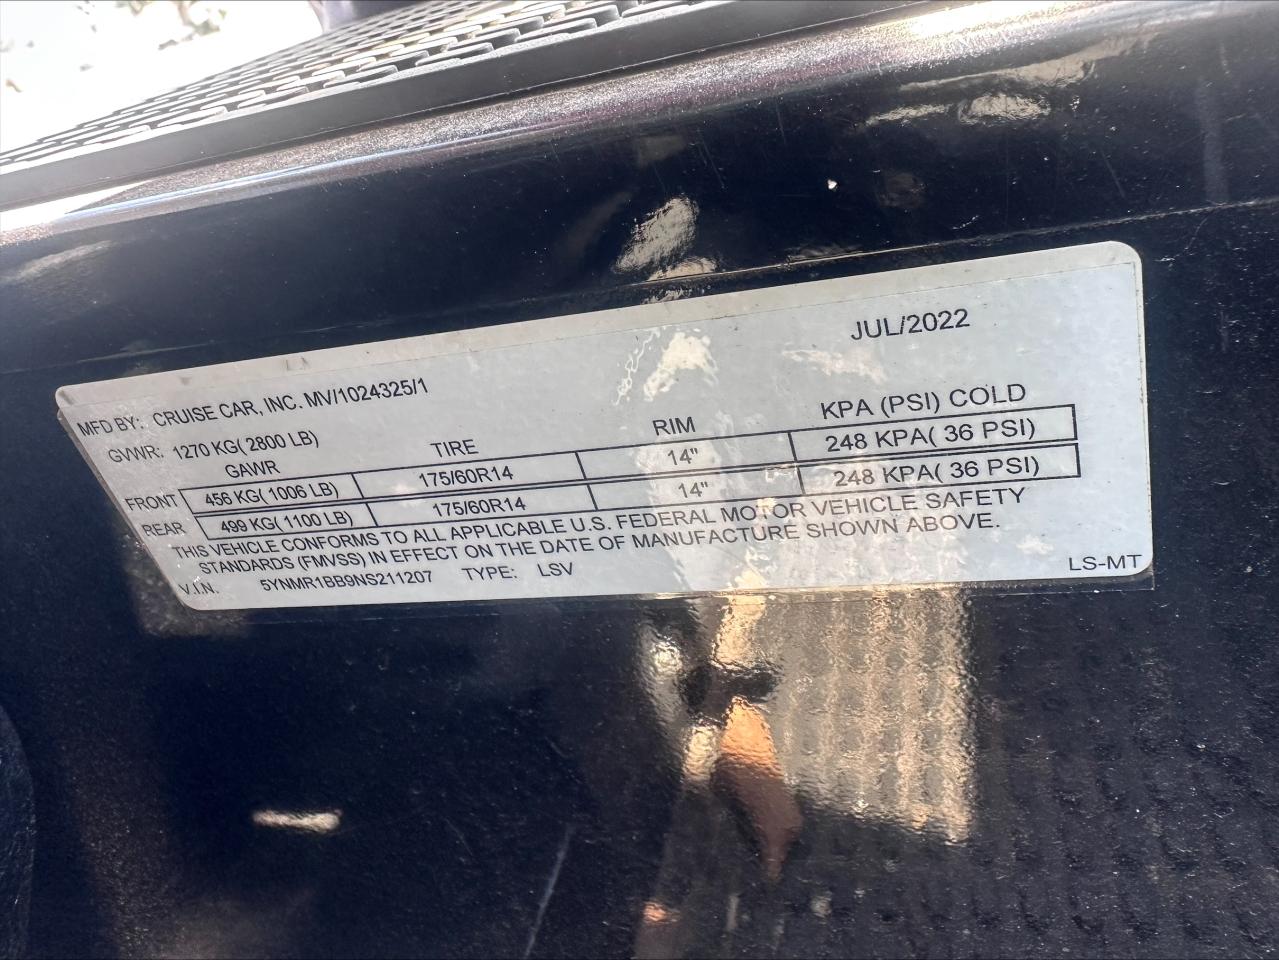 JUL/2022
MFD BY: CRUISE CAR, INC. MV/1024325/1
GVWR: 1270 KG( 2800 LB)
GAWR TIRE RIM KPA (PSI) COLD
FRONT 456 KG( 1006 LB) 175/60R14 14" 248 KPA( 36 PSI)
REAR 499 KG( 1100 LB) 175/60R14 14" 248 KPA( 36 PSI)
THIS VEHICLE CONFORMS TO ALL APPLICABLE U.S. FEDERAL MOTOR VEHICLE SAFETY
STANDARDS (FMVSS) IN EFFECT ON THE DATE OF MANUFACTURE SHOWN ABOVE.
V.I.N. 5YNMR1BB9NS211207 TYPE: LSV LS-MT